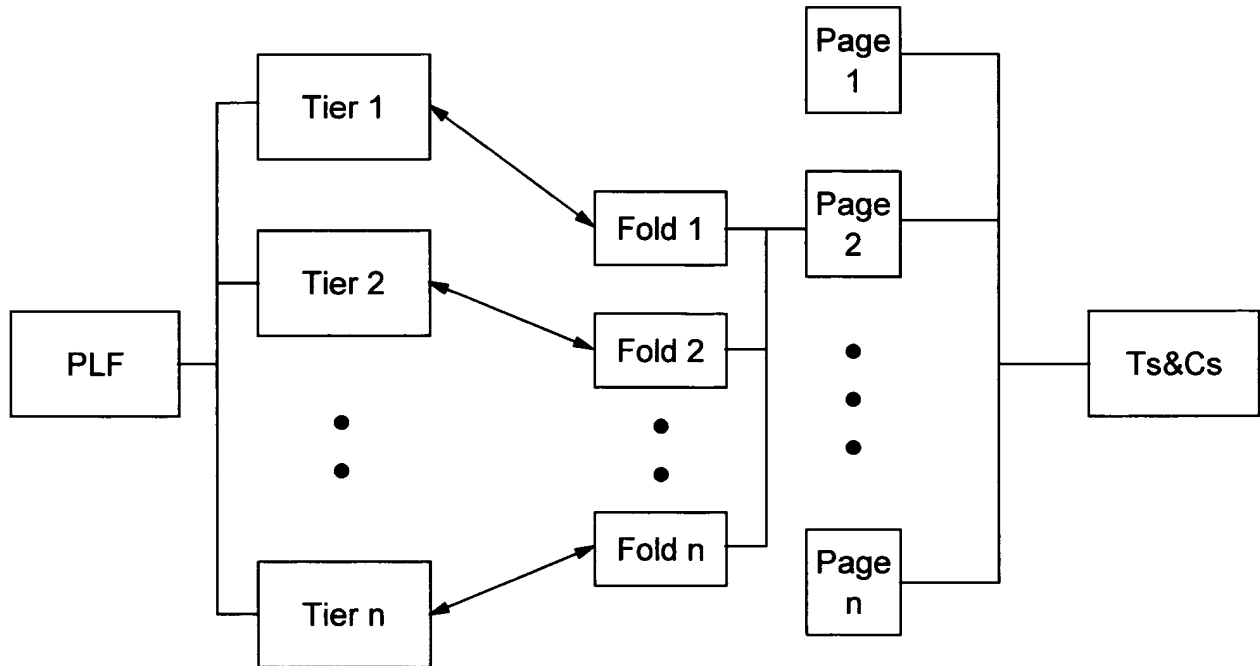 Page
1
Tier 1
Page
2
Fold 1
Tier 2
PLF
Fold 2
Ts&Cs
Fold n
Page
n
Tier n